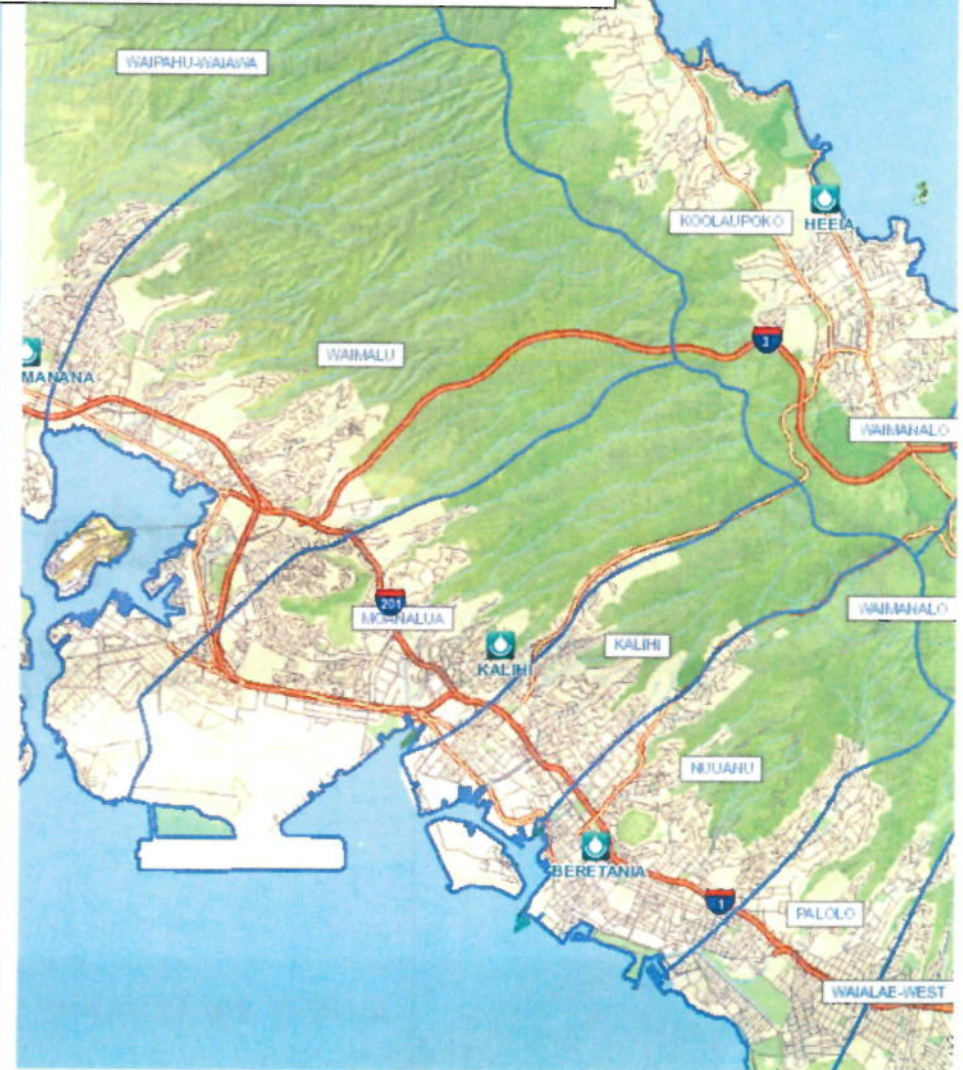 WAIPAHU-WAIAWA
KOOLAUPOKO
HEEIA
3
WAIMALU
MANANA
WAIMANALO
201
MOANALUA
WAIMANALO
KALIHI
KALIHI
NUUANU
BERETANIA
1
PALOLO
WAIALAE-WEST